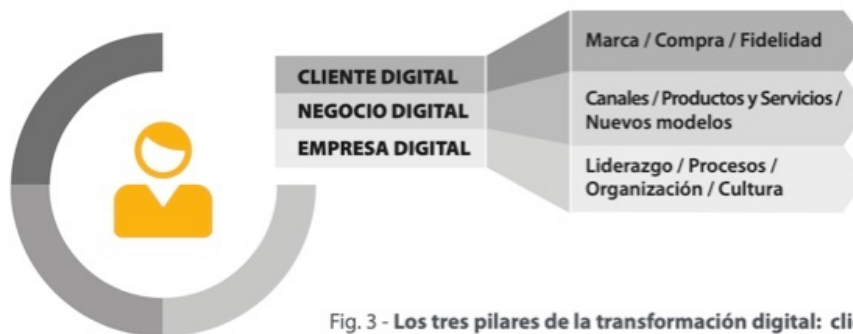 CLIENTE DIGITAL
NEGOCIO DIGITAL
EMPRESA DIGITAL
Marca / Compra / Fidelidad
Canales / Productos y Servicios /
Nuevos modelos
Liderazgo / Procesos /
Organización / Cultura
Fig. 3 - Los tres pilares de la transformación digital: